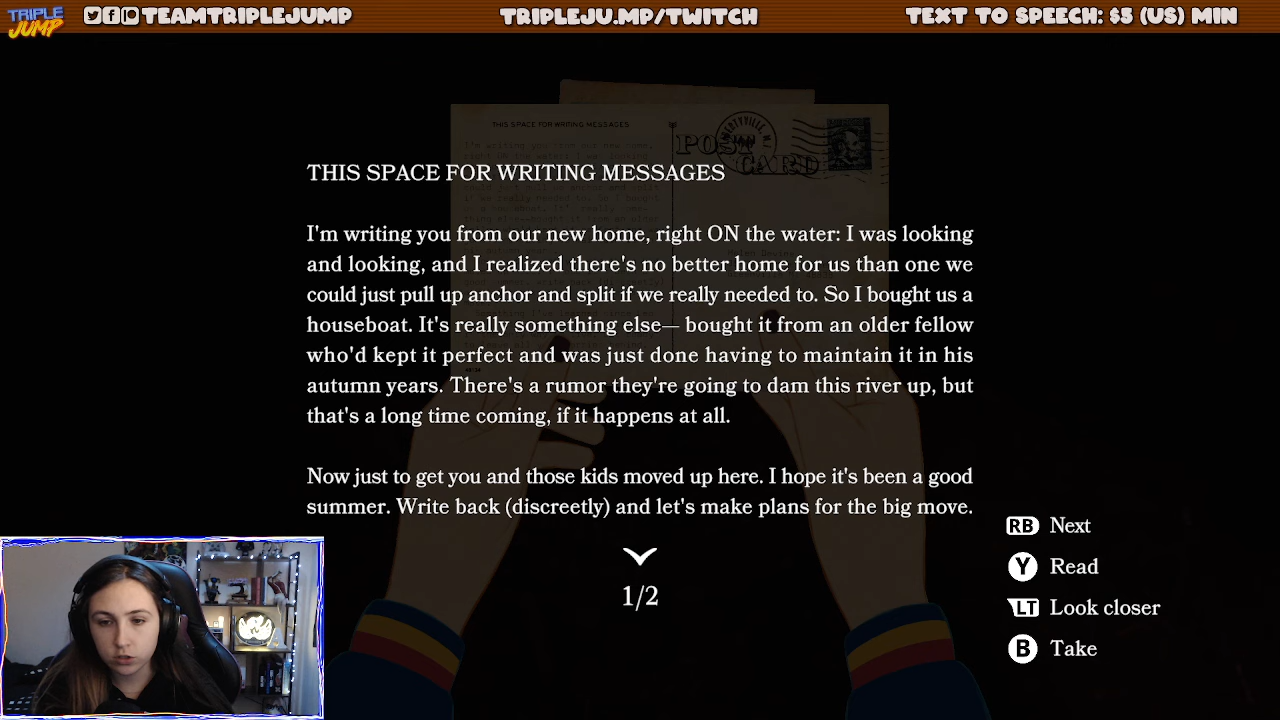 TRIPLE JUMP
TEAMTRIPLEJUMP
TRIPLEJU.MP/TWITCH
TEXT TO SPEECH: $5 (US) MIN
THIS SPACE FOR WRITING MESSAGES
POST CARD
THIS SPACE FOR WRITING MESSAGES
I'm writing you from our new home, right ON the water: I was looking
and looking, and I realized there's no better home for us than one we
could just pull up anchor and split if we really needed to. So I bought us a
houseboat. It's really something else— bought it from an older fellow
who'd kept it perfect and was just done having to maintain it in his
autumn years. There's a rumor they're going to dam this river up, but
that's a long time coming, if it happens at all.
Now just to get you and those kids moved up here. I hope it's been a good
summer. Write back (discreetly) and let's make plans for the big move.
1/2
RB Next
Y Read
LT Look closer
B Take